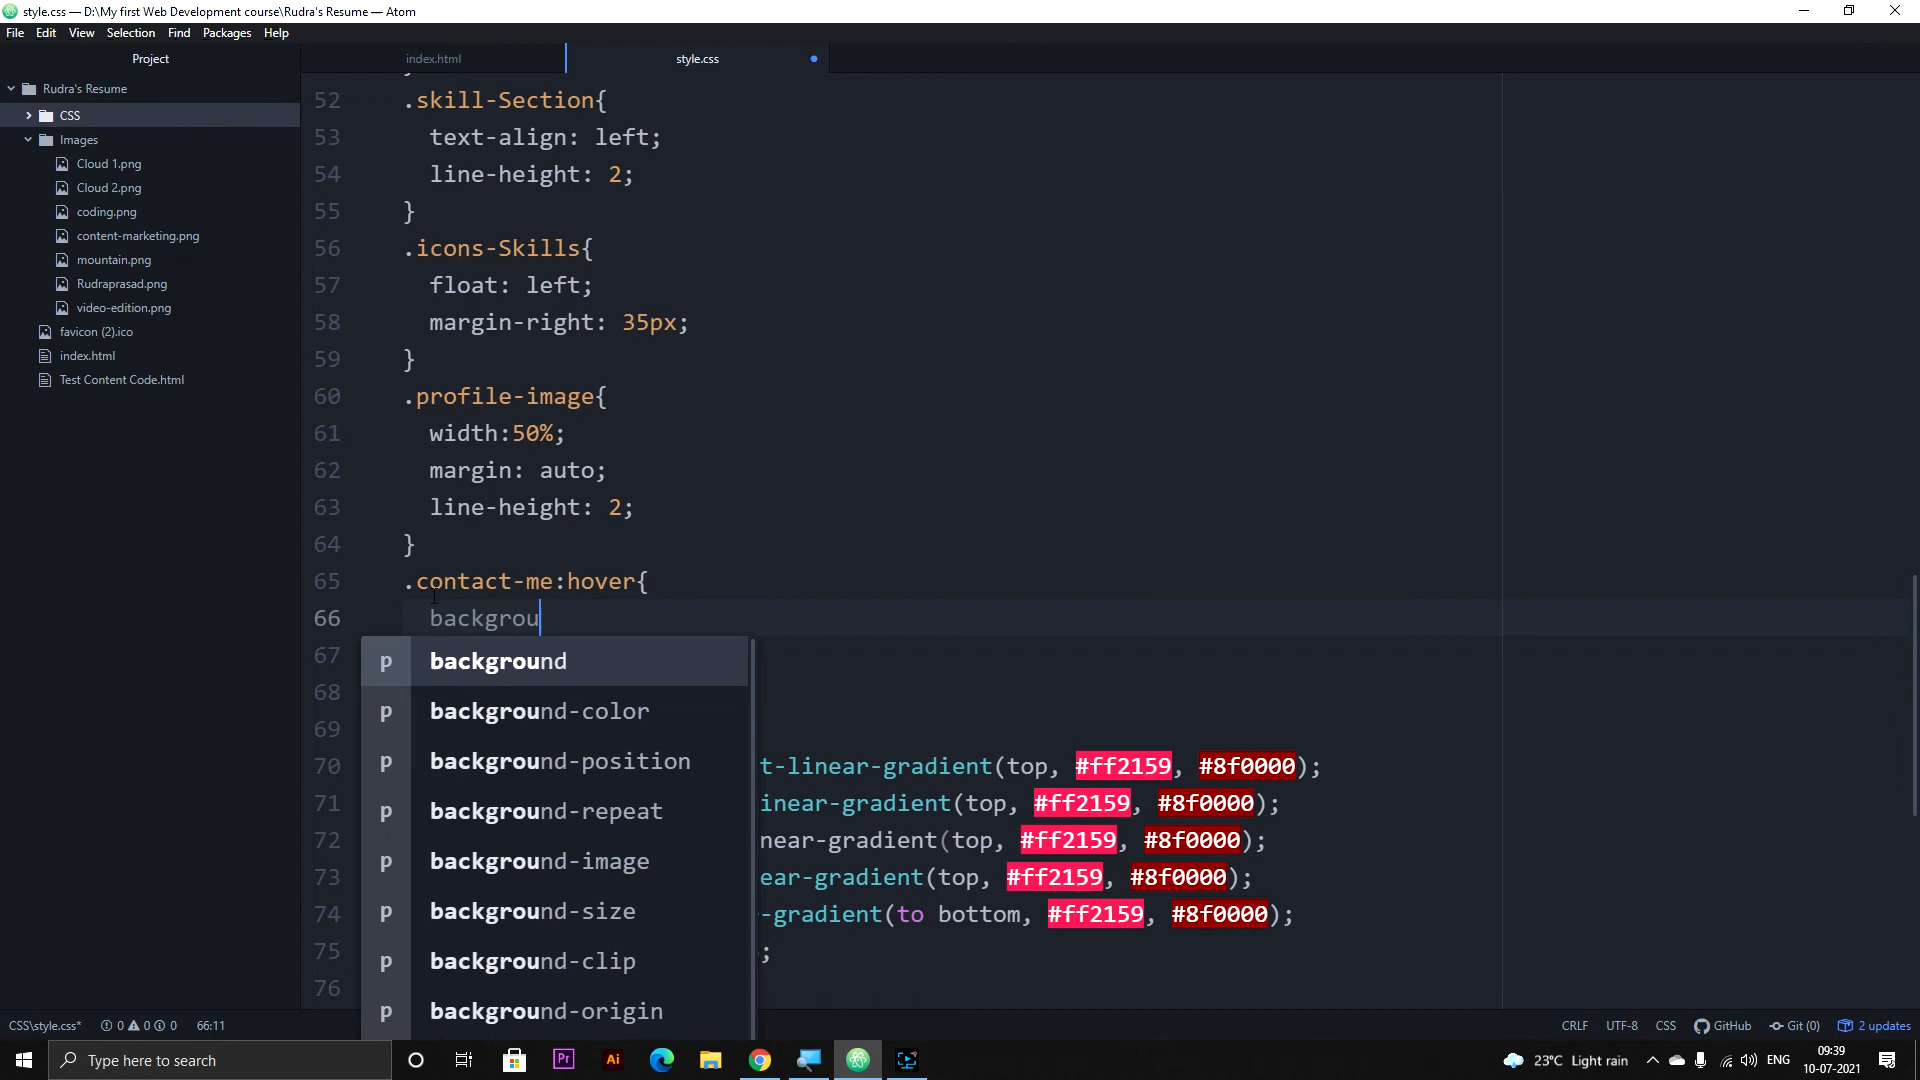 style.css — D:\My first Web Development course\Rudra's Resume — Atom
File Edit View Selection Find Packages Help
Project
index.html
style.css
Rudra's Resume
CSS
Images
Cloud 1.png
Cloud 2.png
coding.png
content-marketing.png
mountain.png
Rudraprasad.png
video-edition.png
favicon (2).ico
index.html
Test Content Code.html
52 .skill-Section{
53 text-align: left;
54 line-height: 2;
55 }
56 .icons-Skills{
57 float: left;
58 margin-right: 35px;
59 }
60 .profile-image{
61 width:50%;
62 margin: auto;
63 line-height: 2;
64 }
65 .contact-me:hover{
66 backgrou
67
68
69
70 t-linear-gradient(top, #ff2159, #8f0000);
71 inear-gradient(top, #ff2159, #8f0000);
72 near-gradient(top, #ff2159, #8f0000);
73 ear-gradient(top, #ff2159, #8f0000);
74 -gradient(to bottom, #ff2159, #8f0000);
75 ;
76
p background
p background-color
p background-position
p background-repeat
p background-image
p background-size
p background-clip
p background-origin
CSS\style.css* 0 0 0 66:11
CRLF UTF-8 CSS GitHub Git (0) 2 updates
Type here to search
Pr
Ai
23°C Light rain
ENG
09:39
10-07-2021